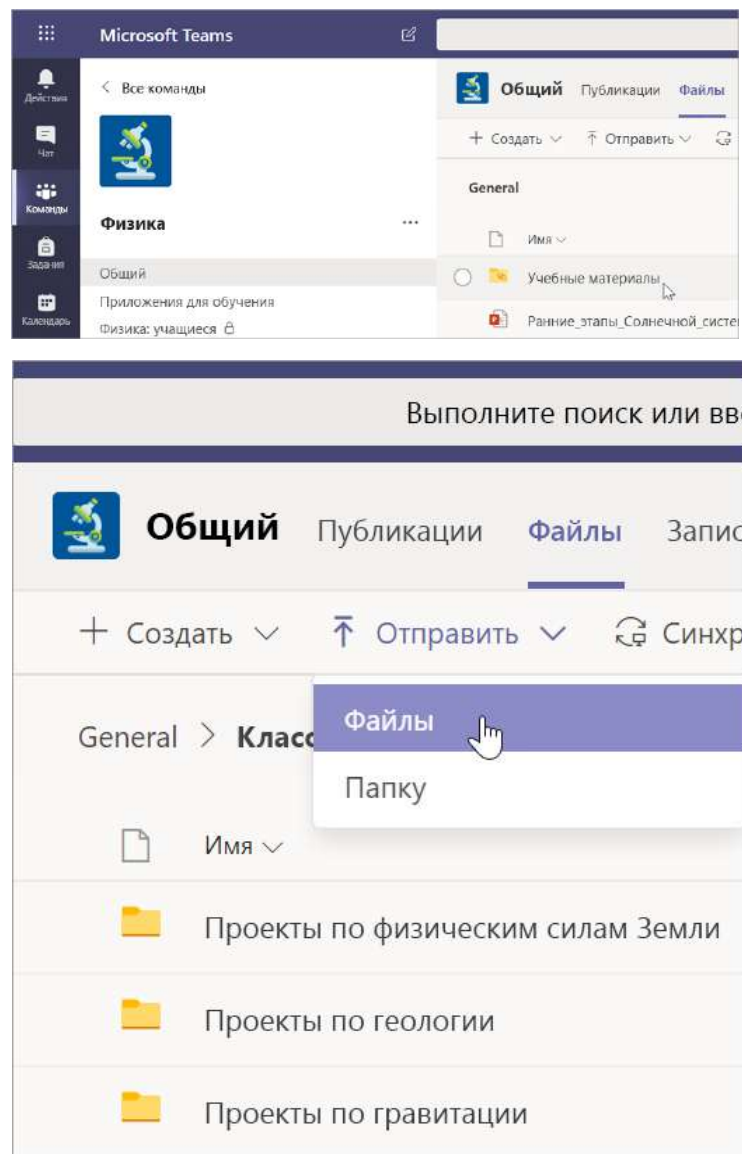 Microsoft Teams
Действия
Чат
Команды
Задания
Календарь
< Все команды
Физика
...
Общий
Приложения для обучения
Физика: учащиеся
Общий Публикации Файлы
+ Создать Отправить
General
Имя
Учебные материалы
Ранние_этапы_Солнечной_систе
Выполните поиск или вв
Общий Публикации Файлы Запис
+ Создать Отправить Синхр
General > Класс
Файлы
Папку
Имя
Проекты по физическим силам Земли
Проекты по геологии
Проекты по гравитации